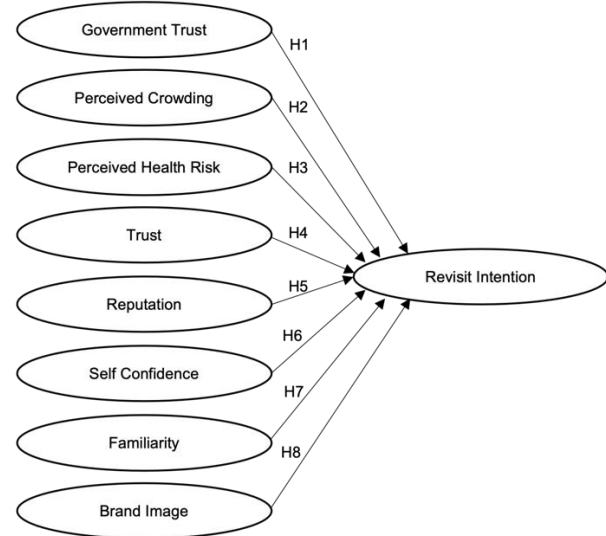 Government Trust
H1
Perceived Crowding
H2
Perceived Health Risk
H3
Trust
H4
Revisit Intention
Reputation
H5
H6
Self Confidence
H7
Familiarity
H8
Brand Image